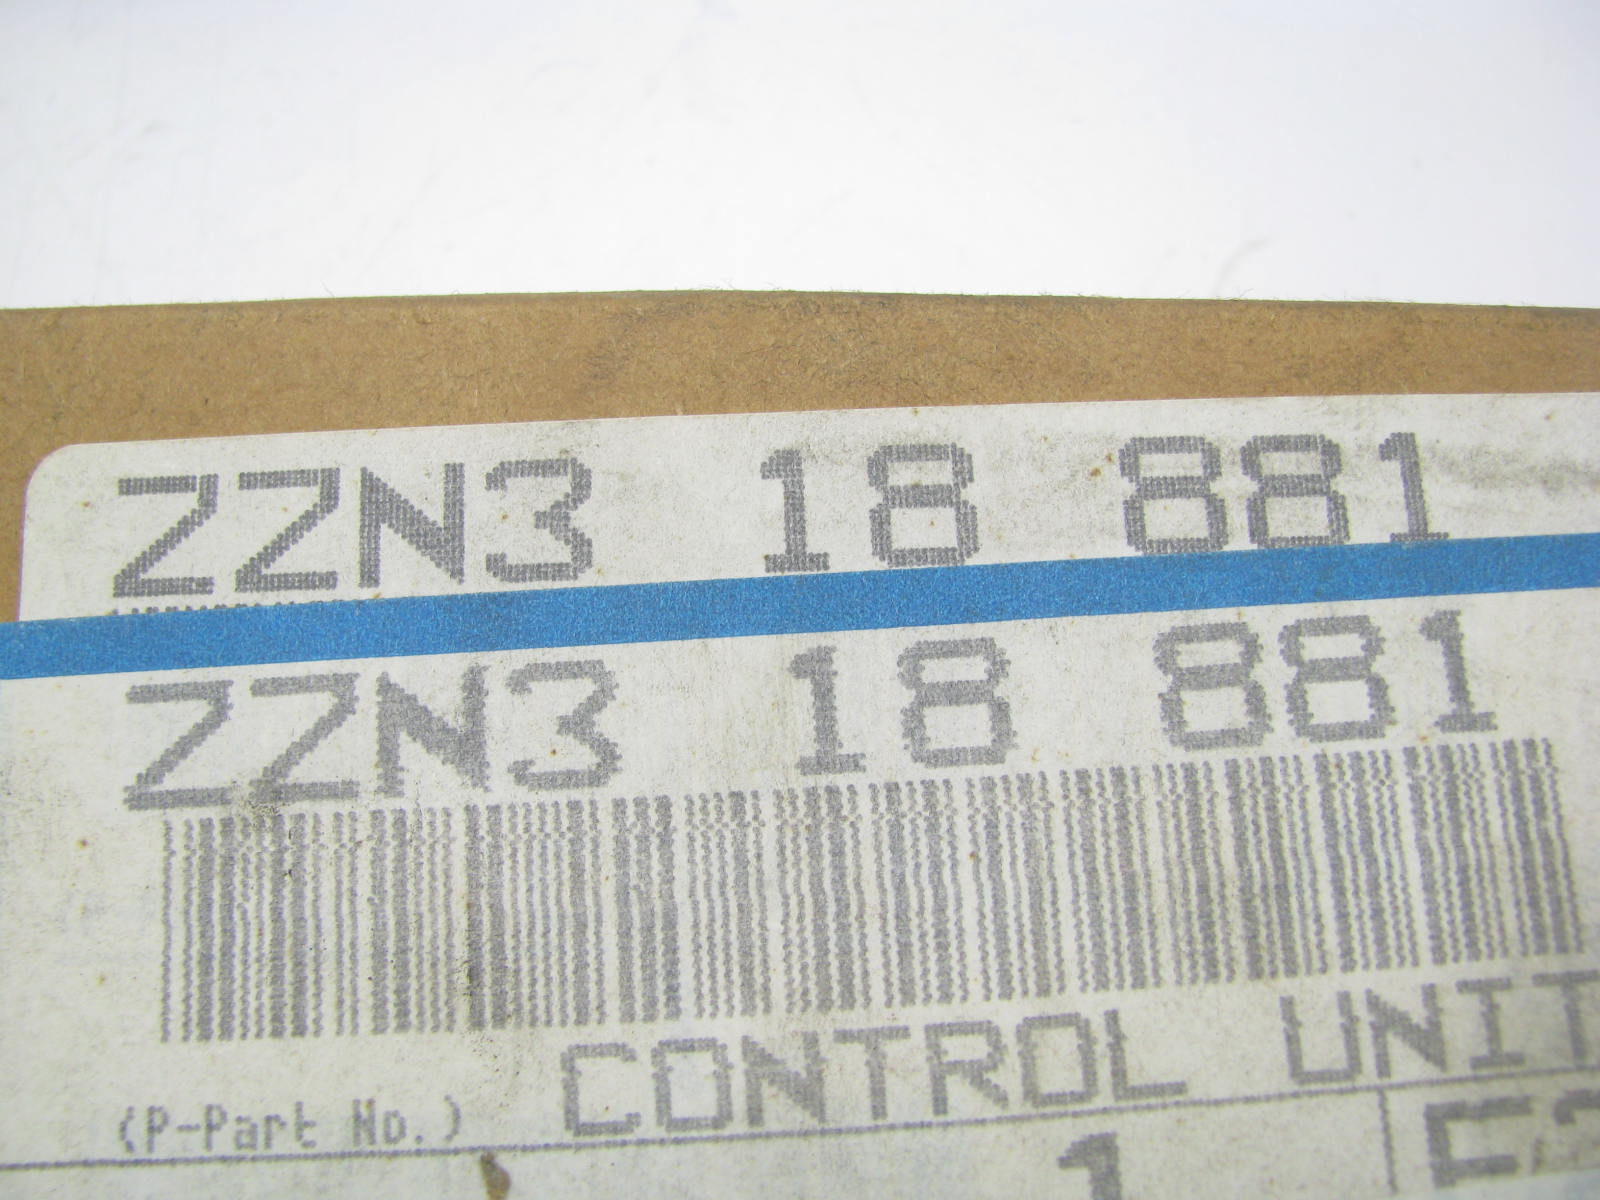 ZZN3 18 881
ZZN3 18 881
CONTROL UNIT
(P-Part No.)
1